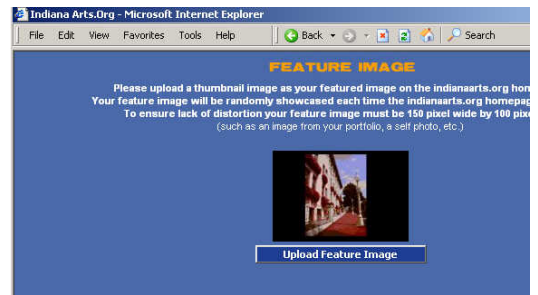 Indiana Arts.Org - Microsoft Internet Explorer
File Edit View Favorites Tools Help Back Search
FEATURE IMAGE
Please upload a thumbnail image as your featured image on the indianaarts.org hon
Your feature image will be randomly showcased each time the indianaarts.org homepag
To ensure lack of distortion your feature image must be 150 pixel wide by 100 pix
(such as an image from your portfolio, a self photo, etc.)
Upload Feature Image